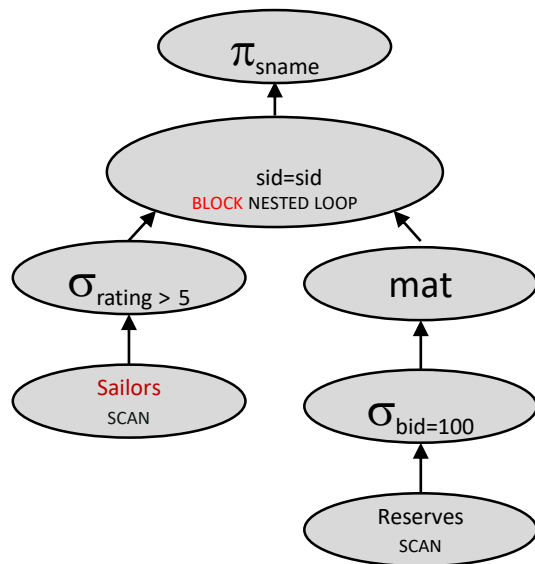 πsname
sid=sid
BLOCK NESTED LOOP
σrating > 5
mat
Sailors
SCAN
σbid=100
Reserves
SCAN